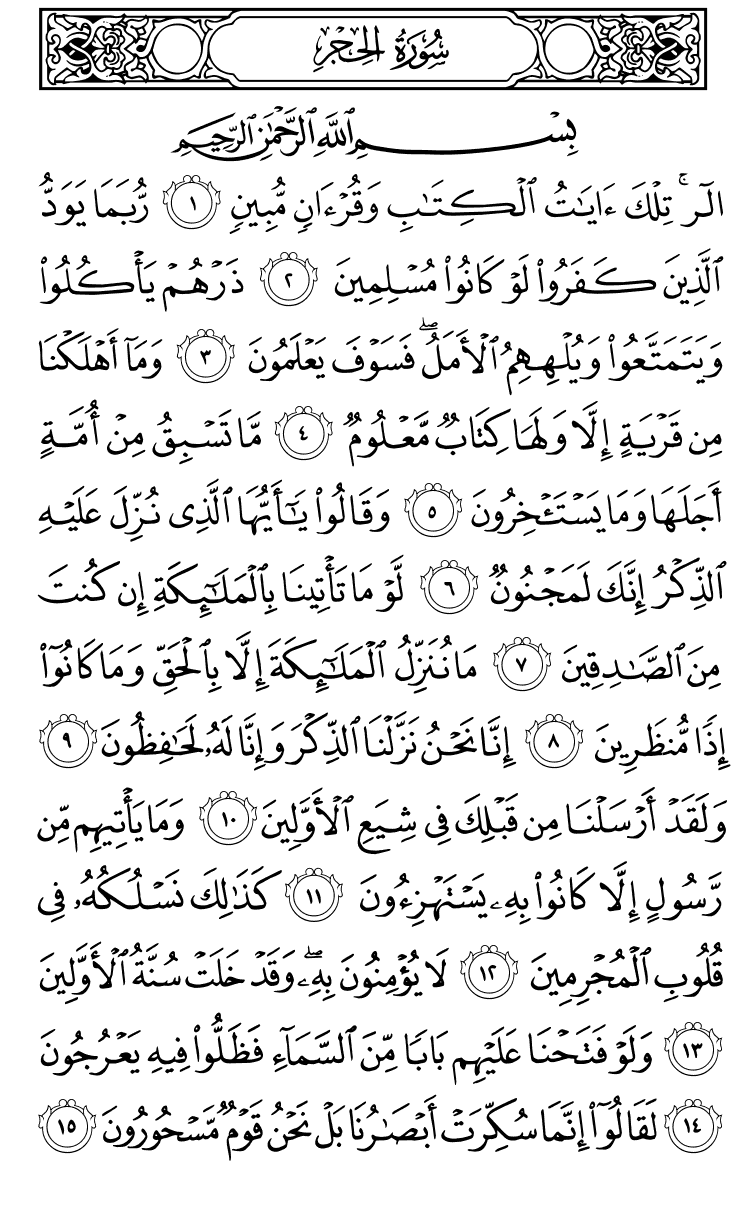 سُورَةُ الحِجْرِ
بِسْمِ ٱللَّهِ ٱلرَّحْمَٰنِ ٱلرَّحِيمِ
الٓر ۚ تِلْكَ ءَايَٰتُ ٱلْكِتَٰبِ وَقُرْءَانٍ مُّبِينٍ ١ رُّبَمَا يَوَدُّ
ٱلَّذِينَ كَفَرُوا۟ لَوْ كَانُوا۟ مُسْلِمِينَ ٢ ذَرْهُمْ يَأْكُلُوا۟
وَيَتَمَتَّعُوا۟ وَيُلْهِهِمُ ٱلْأَمَلُ ۖ فَسَوْفَ يَعْلَمُونَ ٣ وَمَآ أَهْلَكْنَا
مِن قَرْيَةٍ إِلَّا وَلَهَا كِتَابٌ مَّعْلُومٌ ٤ مَّا تَسْبِقُ مِنْ أُمَّةٍ
أَجَلَهَا وَمَا يَسْتَـْٔخِرُونَ ٥ وَقَالُوا۟ يَٰٓأَيُّهَا ٱلَّذِى نُزِّلَ عَلَيْهِ
ٱلذِّكْرُ إِنَّكَ لَمَجْنُونٌ ٦ لَّوْ مَا تَأْتِينَا بِٱلْمَلَٰٓئِكَةِ إِن كُنتَ
مِنَ ٱلصَّٰدِقِينَ ٧ مَا نُنَزِّلُ ٱلْمَلَٰٓئِكَةَ إِلَّا بِٱلْحَقِّ وَمَا كَانُوٓا۟
إِذًا مُّنظَرِينَ ٨ إِنَّا نَحْنُ نَزَّلْنَا ٱلذِّكْرَ وَإِنَّا لَهُۥ لَحَٰفِظُونَ ٩
وَلَقَدْ أَرْسَلْنَا مِن قَبْلِكَ فِى شِيَعِ ٱلْأَوَّلِينَ ١٠ وَمَا يَأْتِيهِم مِّن
رَّسُولٍ إِلَّا كَانُوا۟ بِهِۦ يَسْتَهْزِءُونَ ١١ كَذَٰلِكَ نَسْلُكُهُۥ فِى
قُلُوبِ ٱلْمُجْرِمِينَ ١٢ لَا يُؤْمِنُونَ بِهِۦ ۖ وَقَدْ خَلَتْ سُنَّةُ ٱلْأَوَّلِينَ
١٣ وَلَوْ فَتَحْنَا عَلَيْهِم بَابًا مِّنَ ٱلسَّمَآءِ فَظَلُّوا۟ فِيهِ يَعْرُجُونَ
١٤ لَقَالُوٓا۟ إِنَّمَا سُكِّرَتْ أَبْصَٰرُنَا بَلْ نَحْنُ قَوْمٌ مَّسْحُورُونَ ١٥